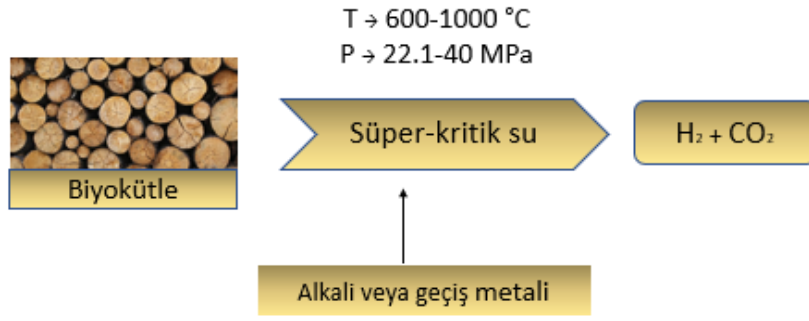 T → 600-1000 °C
P → 22.1-40 MPa
Biyokütle
Süper-kritik su
H₂ + CO₂
Alkali veya geçiş metali